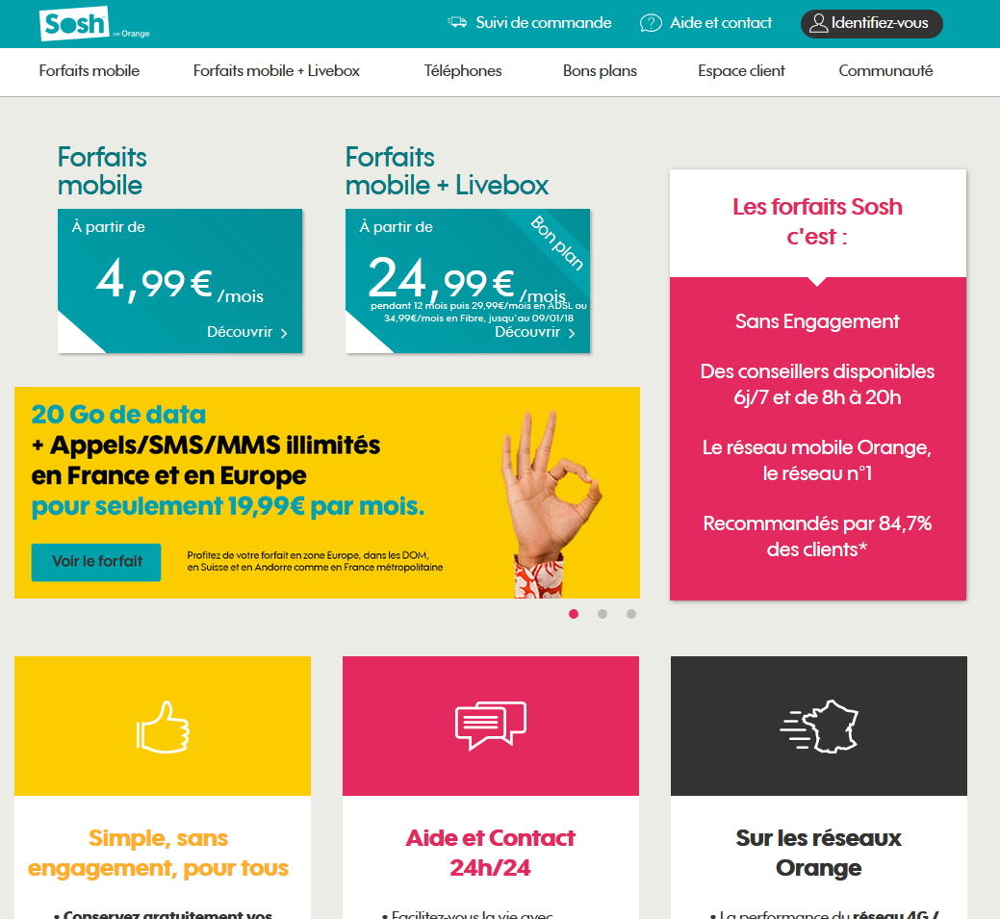 Sosh
par Orange
Suivi de commande
Aide et contact
Identifiez-vous
Forfaits mobile
Forfaits mobile + Livebox
Téléphones
Bons plans
Espace client
Communauté
Forfaits
mobile
À partir de
4,99€/mois
Découvrir
Forfaits
mobile + Livebox
À partir de
Bon plan
24,99€/mois
pendant 12 mois puis 29,99€/mois en ADSL ou
34,99€/mois en Fibre, jusqu'au 09/01/18
Découvrir
Les forfaits Sosh
c'est :
Sans Engagement
Des conseillers disponibles
6j/7 et de 8h à 20h
Le réseau mobile Orange,
le réseau n°1
Recommandés par 84,7%
des clients*
20 Go de data
+ Appels/SMS/MMS illimités
en France et en Europe
pour seulement 19,99€ par mois.
Voir le forfait
Profitez de votre forfait en zone Europe, dans les DOM,
en Suisse et en Andorre comme en France métropolitaine
Simple, sans
engagement, pour tous
• Conservez gratuitement vos
Aide et Contact
24h/24
• Facilitez-vous la vie avec
Sur les réseaux
Orange
• La performance du réseau 4G /